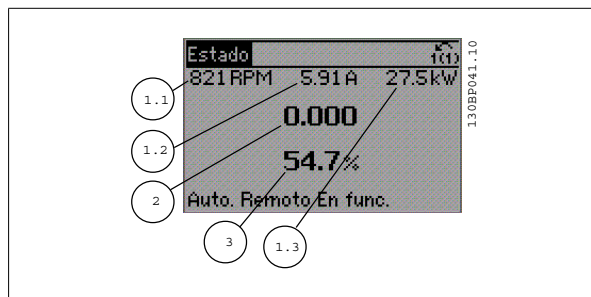 Estado 1(1)
821 RPM 5.91 A 27.5 kW
0.000
54.7 %
Auto. Remoto En func.
1.1
1.2
2
3
1.3
130BP041.10